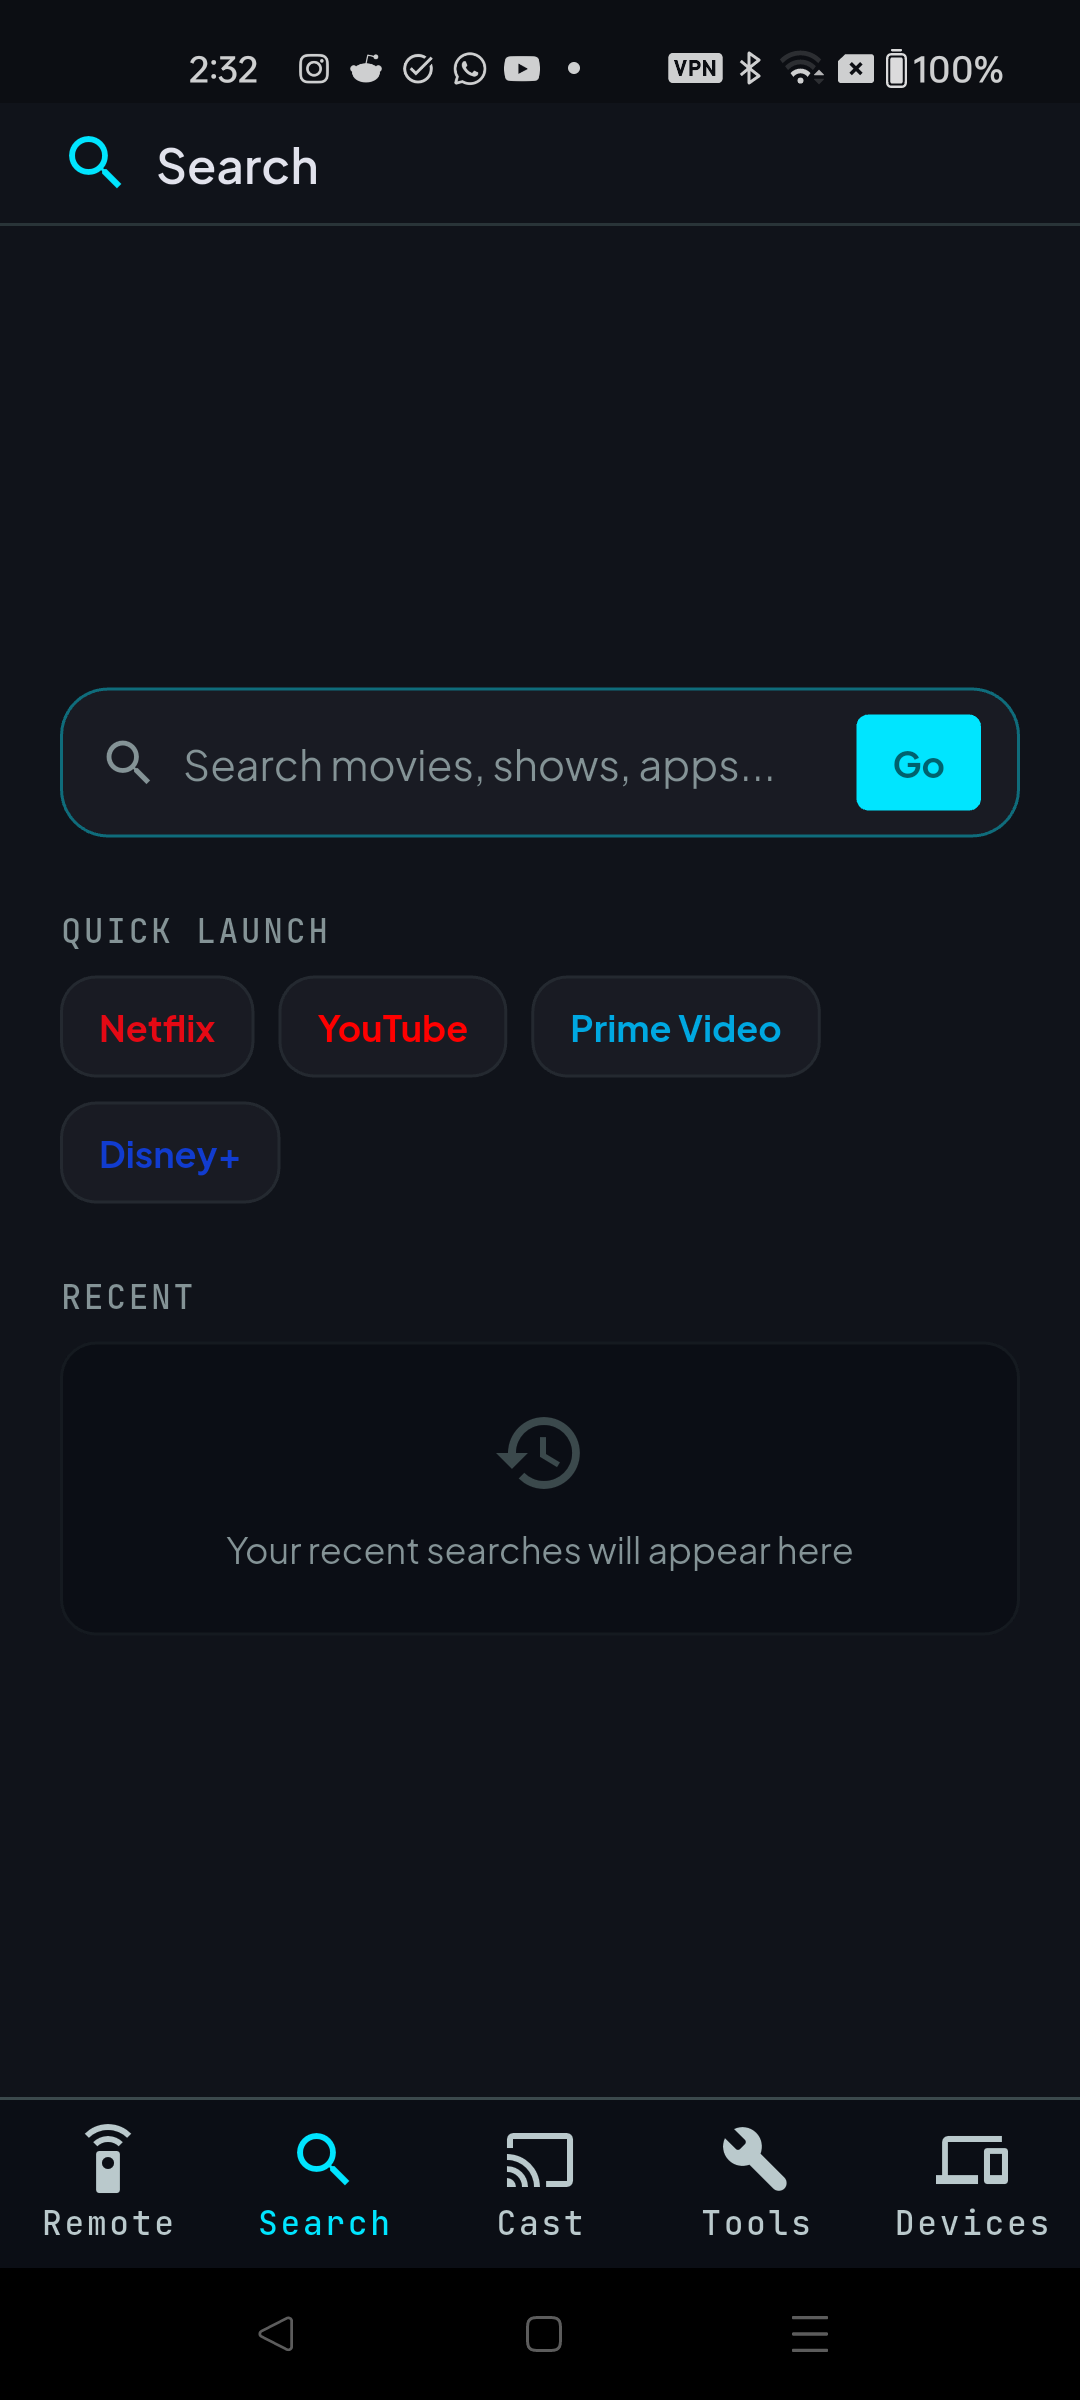 2:32 VPN 100%
Search
Search movies, shows, apps... Go
QUICK LAUNCH
Netflix YouTube Prime Video
Disney+
RECENT
Your recent searches will appear here
Remote Search Cast Tools Devices